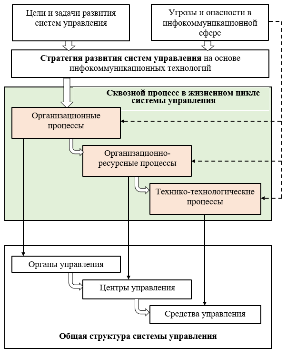 Цели и задачи развития
систем управления
Угрозы и опасности в
инфокоммуникационной
сфере
Стратегия развития систем управления на основе
инфокоммуникационных технологий
Сквозной процесс в жизненном цикле
системы управления
Организационные
процессы
Организационно-
ресурсные процессы
Технико-технологические
процессы
Органы управления
Центры управления
Средства управления
Общая структура системы управления